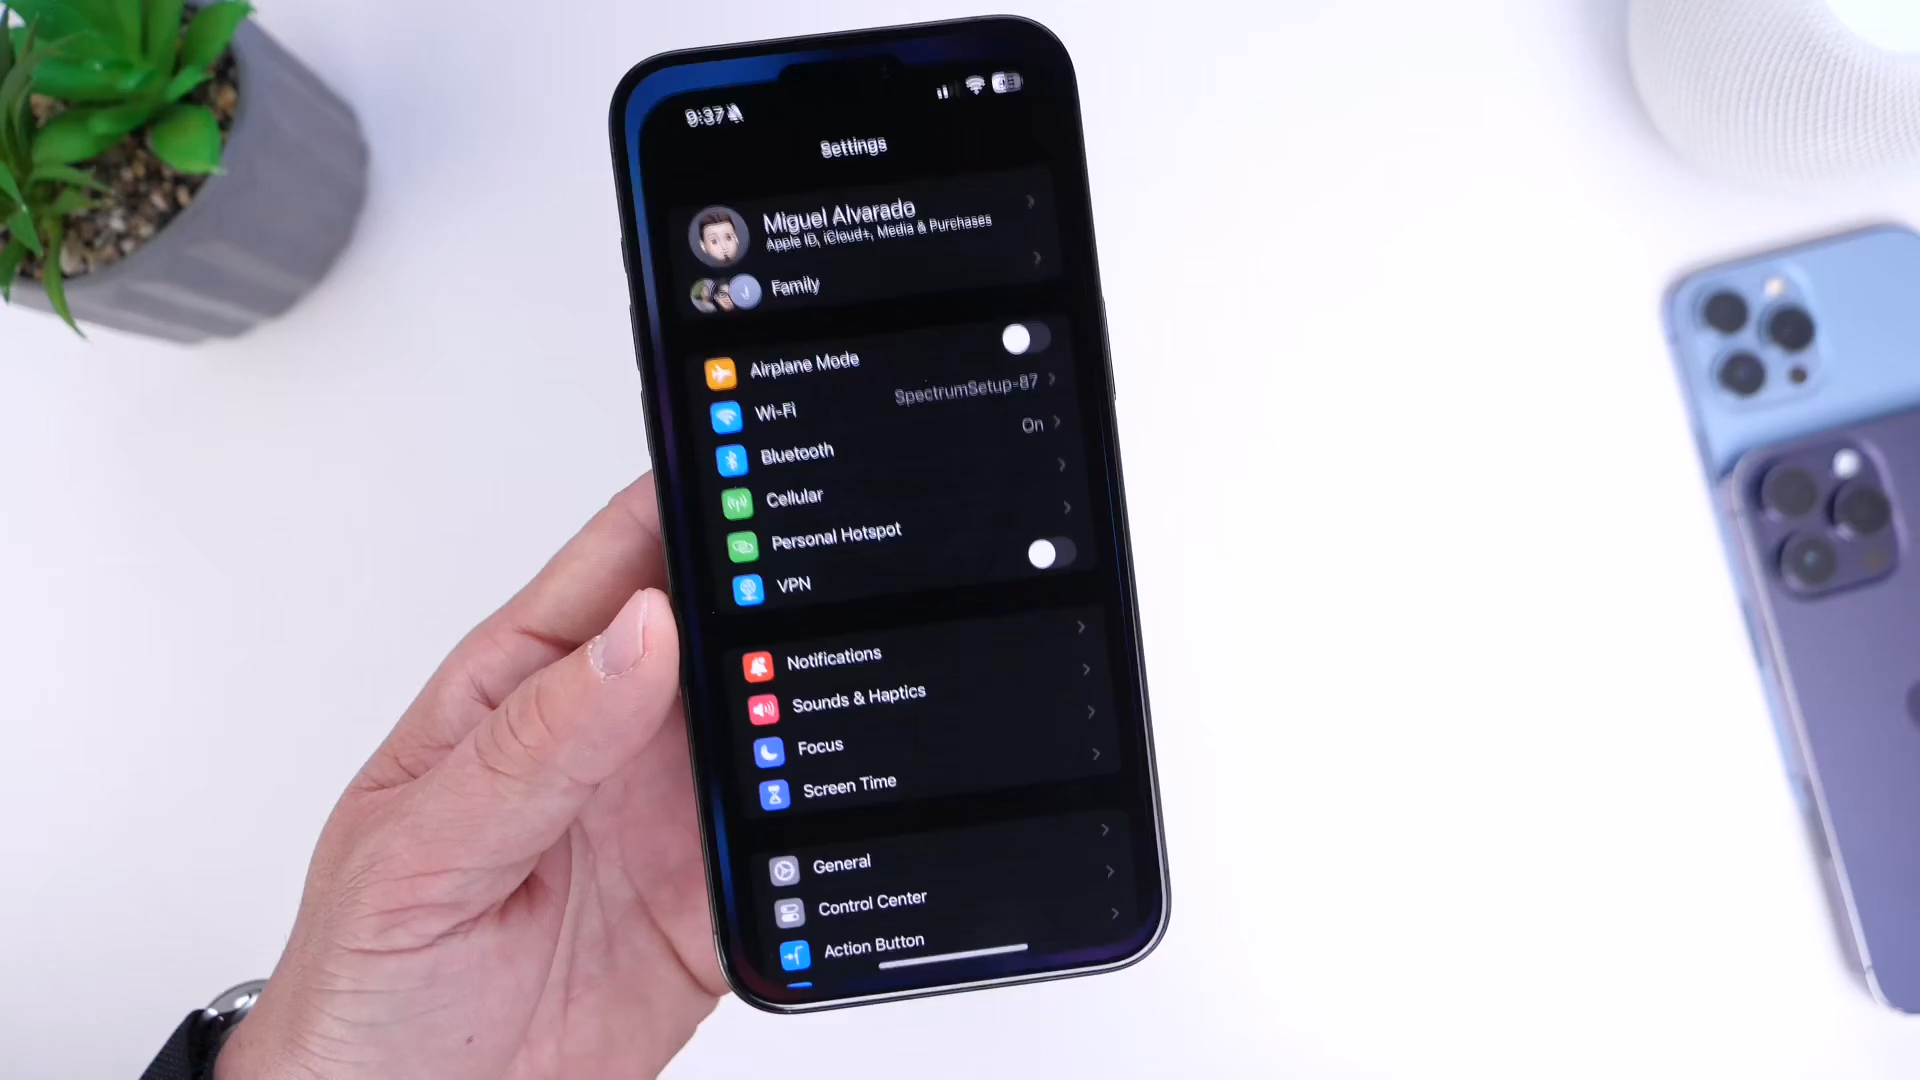 9:37
Settings
Miguel Alvarado
Apple ID, iCloud+, Media & Purchases
J
Family
Airplane Mode
Wi-Fi
SpectrumSetup-87
Bluetooth
On
Cellular
Personal Hotspot
VPN
Notifications
Sounds & Haptics
Focus
Screen Time
General
Control Center
Action Button